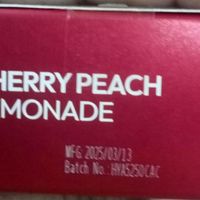 HERRY PEACH
MONADE
MFG 2025/03/13
Batch No.: HYA5250CAC